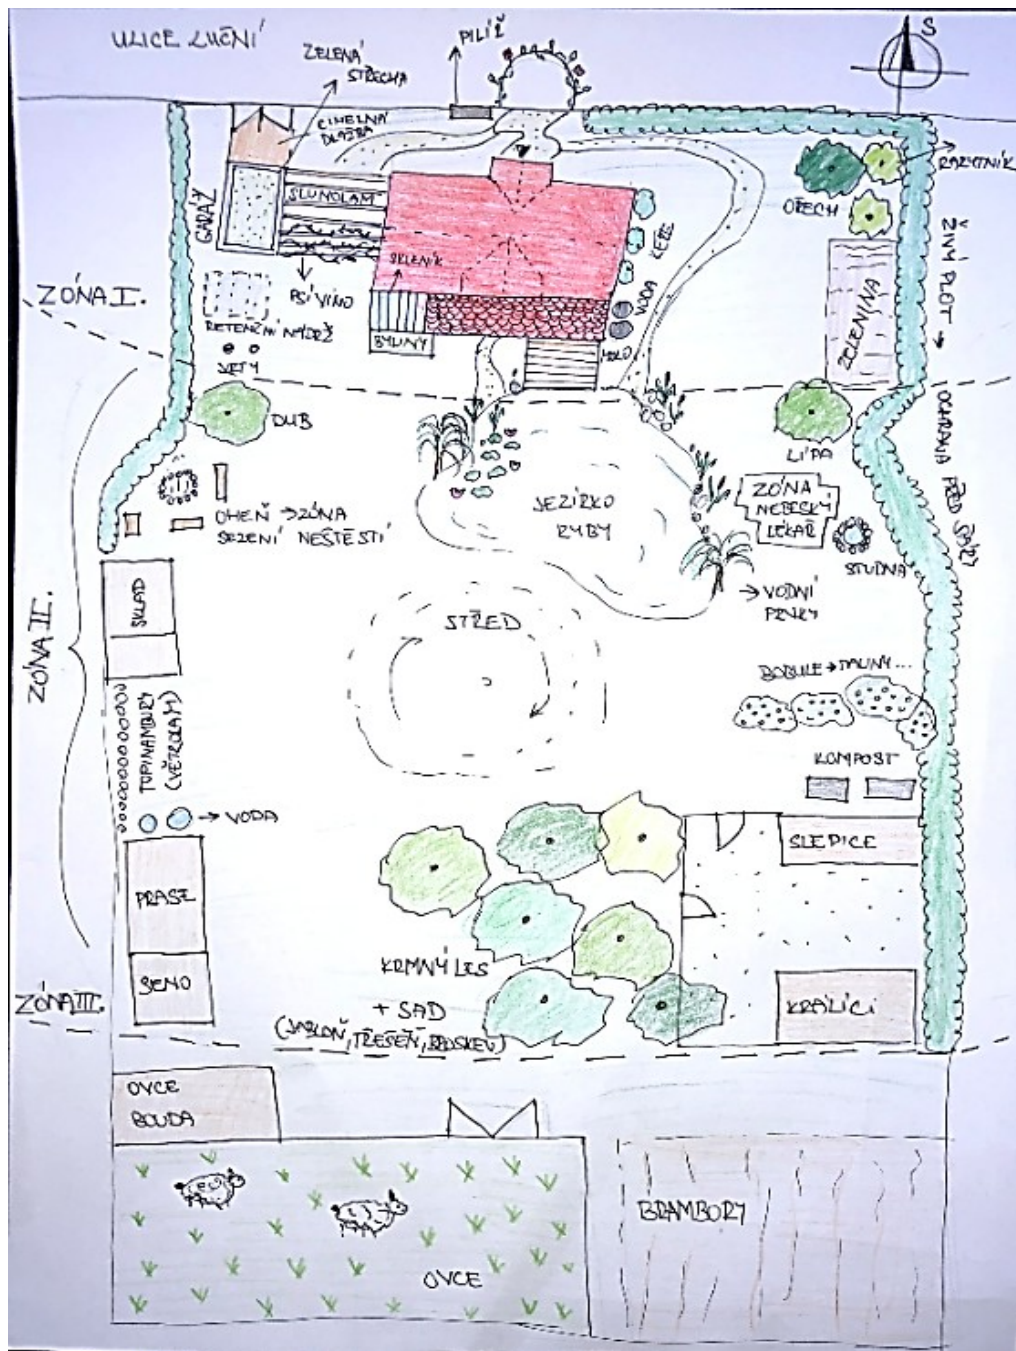 ULICE LUČNÍ
PILÍŘ
ZELENÁ
STŘECHA
S
CIHELNÁ
DLAŽBA
RAKYTNÍK
OŘECH
GARÁŽ
SLUNOLAM
KEŘE
ŽIVÝ PLOT →
SKLENÍK
PSÍ VÍNO
VODA
ZELENINA
ZÓNA I.
RETENZNÍ NÁDRŽ
BYLINY
MOLO
DUB
LÍPA
OCHRANA PŘED
ZÓNA
NEBESKÝ
LÉKAŘ
OHEŇ → ZÓNA
SEZENÍ NEŠTĚSTÍ
JEZÍRKO
RYBY
STUDNA
→ VODNÍ
PRVKY
SKLAD
STŘED
ZÓNA II.
BOBULE → MALINY...
TOPINAMBURY
(VĚTROLAM)
KOMPOST
→ VODA
SLEPICE
PRASE
KRMNÝ LES
+ SAD
(JABLOŇ, TŘEŠEŇ, BROSKEV)
SENO
ZÓNA III.
KRÁLÍCI
OVCE
BOUDA
BRAMBORY
OVCE